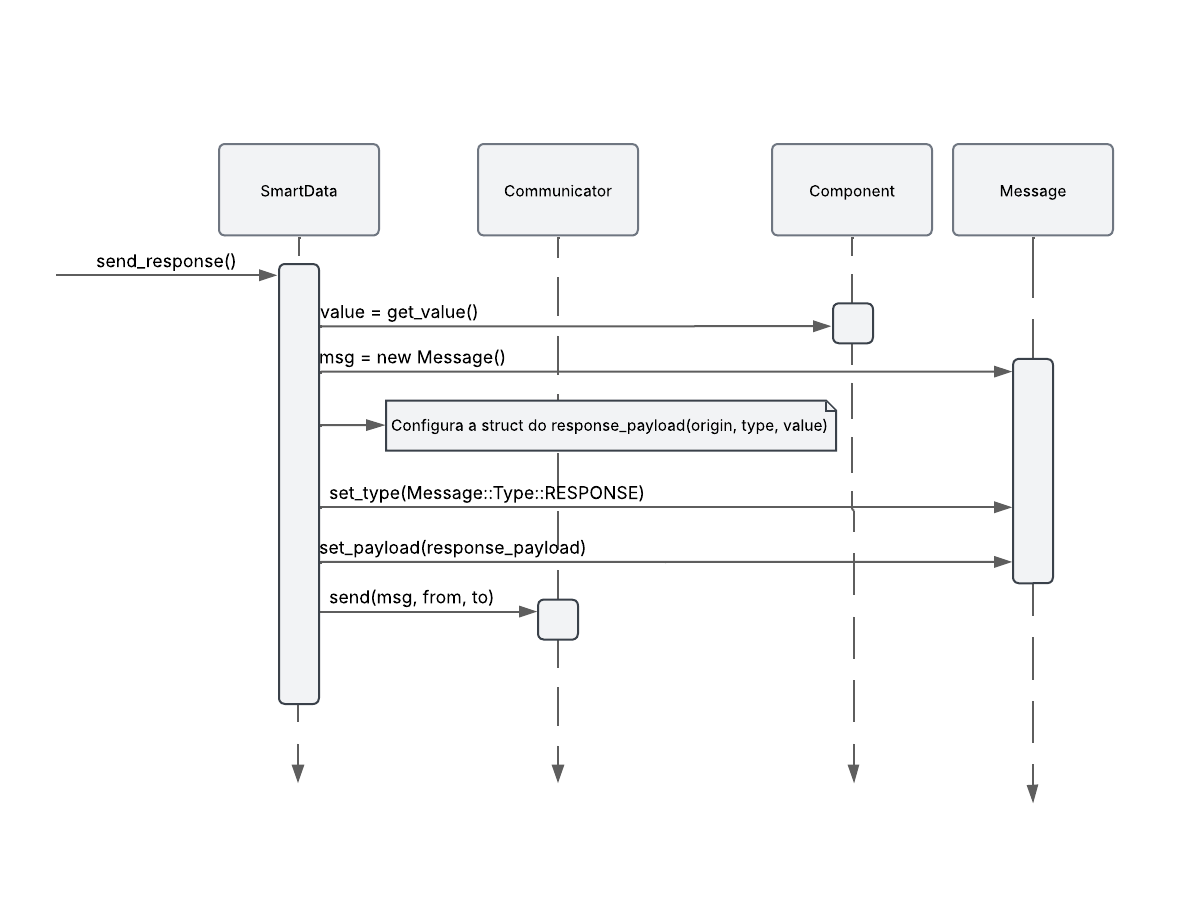 SmartData
Communicator
Component
Message
send_response()
value = get_value()
msg = new Message()
Configura a struct do response_payload(origin, type, value)
set_type(Message::Type::RESPONSE)
set_payload(response_payload)
send(msg, from, to)